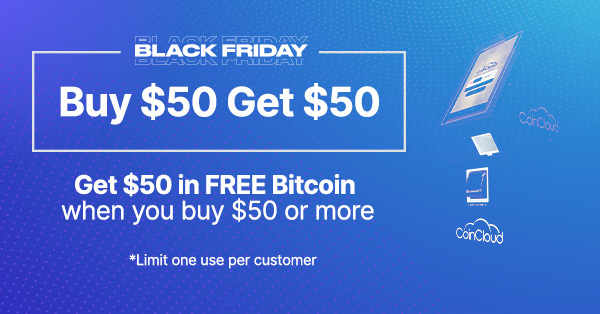 BLACK FRIDAY
Buy $50 Get $50
Get $50 in FREE Bitcoin
when you buy $50 or more
*Limit one use per customer
CoinCloud
CoinCloud